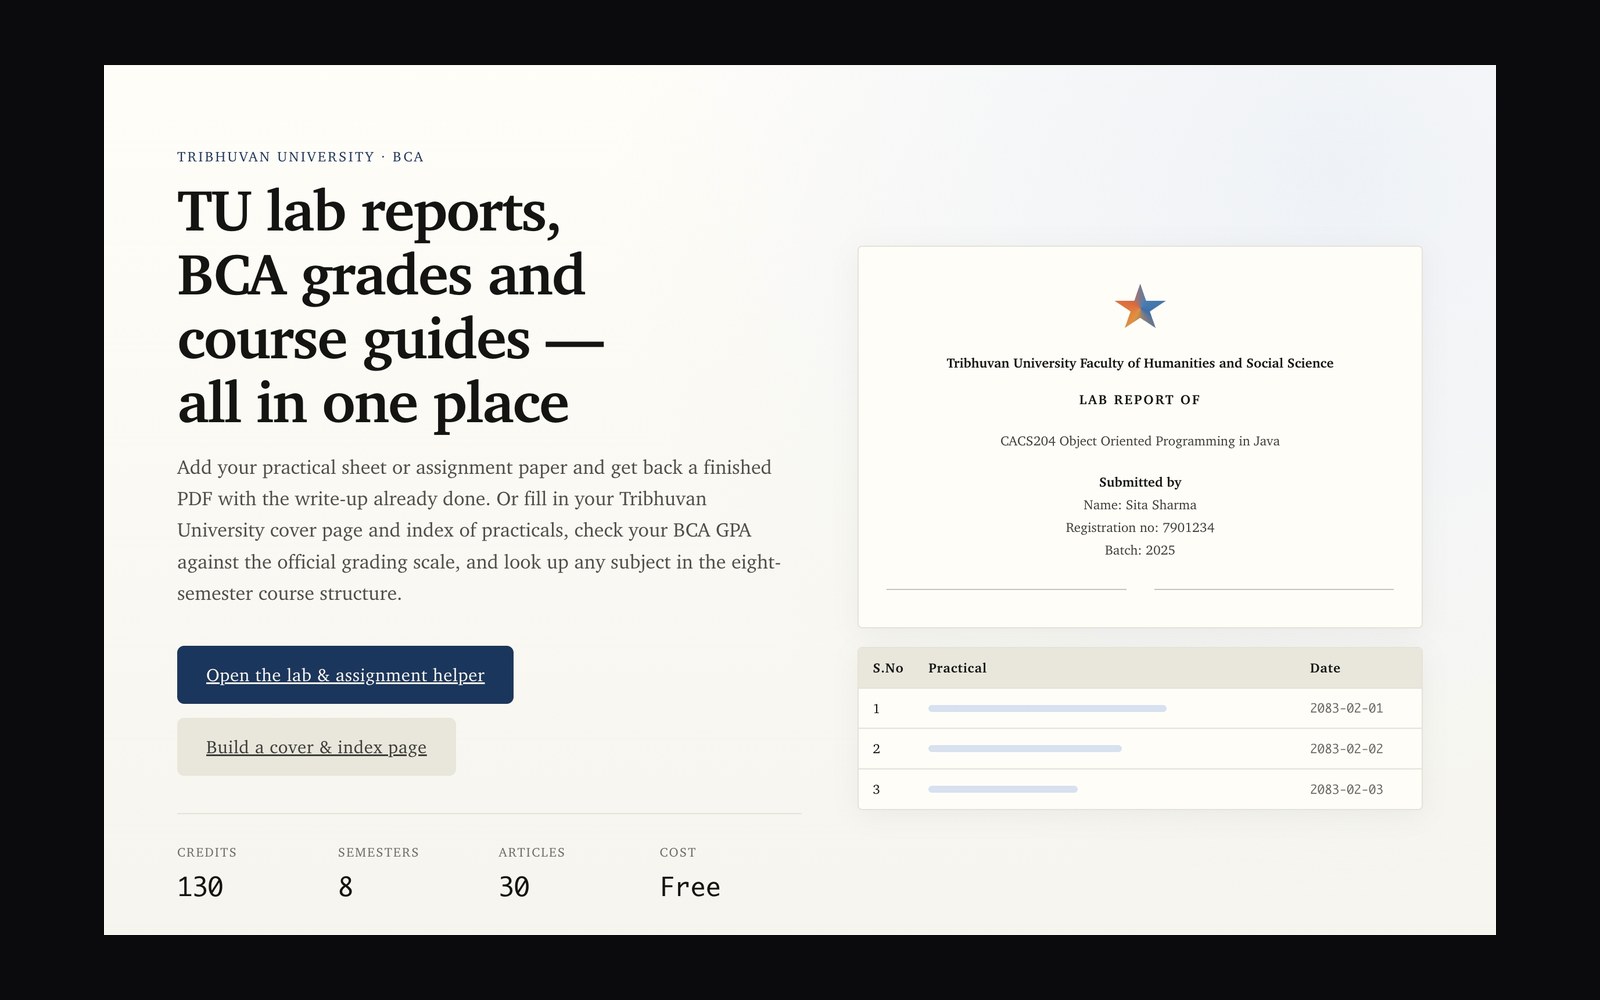 TRIBHUVAN UNIVERSITY · BCA
TU lab reports,
BCA grades and
course guides —
all in one place
Add your practical sheet or assignment paper and get back a finished
PDF with the write-up already done. Or fill in your Tribhuvan
University cover page and index of practicals, check your BCA GPA
against the official grading scale, and look up any subject in the eight-
semester course structure.
Open the lab & assignment helper
Build a cover & index page
CREDITS SEMESTERS ARTICLES COST
130 8 30 Free
Tribhuvan University Faculty of Humanities and Social Science
LAB REPORT OF
CACS204 Object Oriented Programming in Java
Submitted by
Name: Sita Sharma
Registration no: 7901234
Batch: 2025
S.No Practical Date
1 2083-02-01
2 2083-02-02
3 2083-02-03